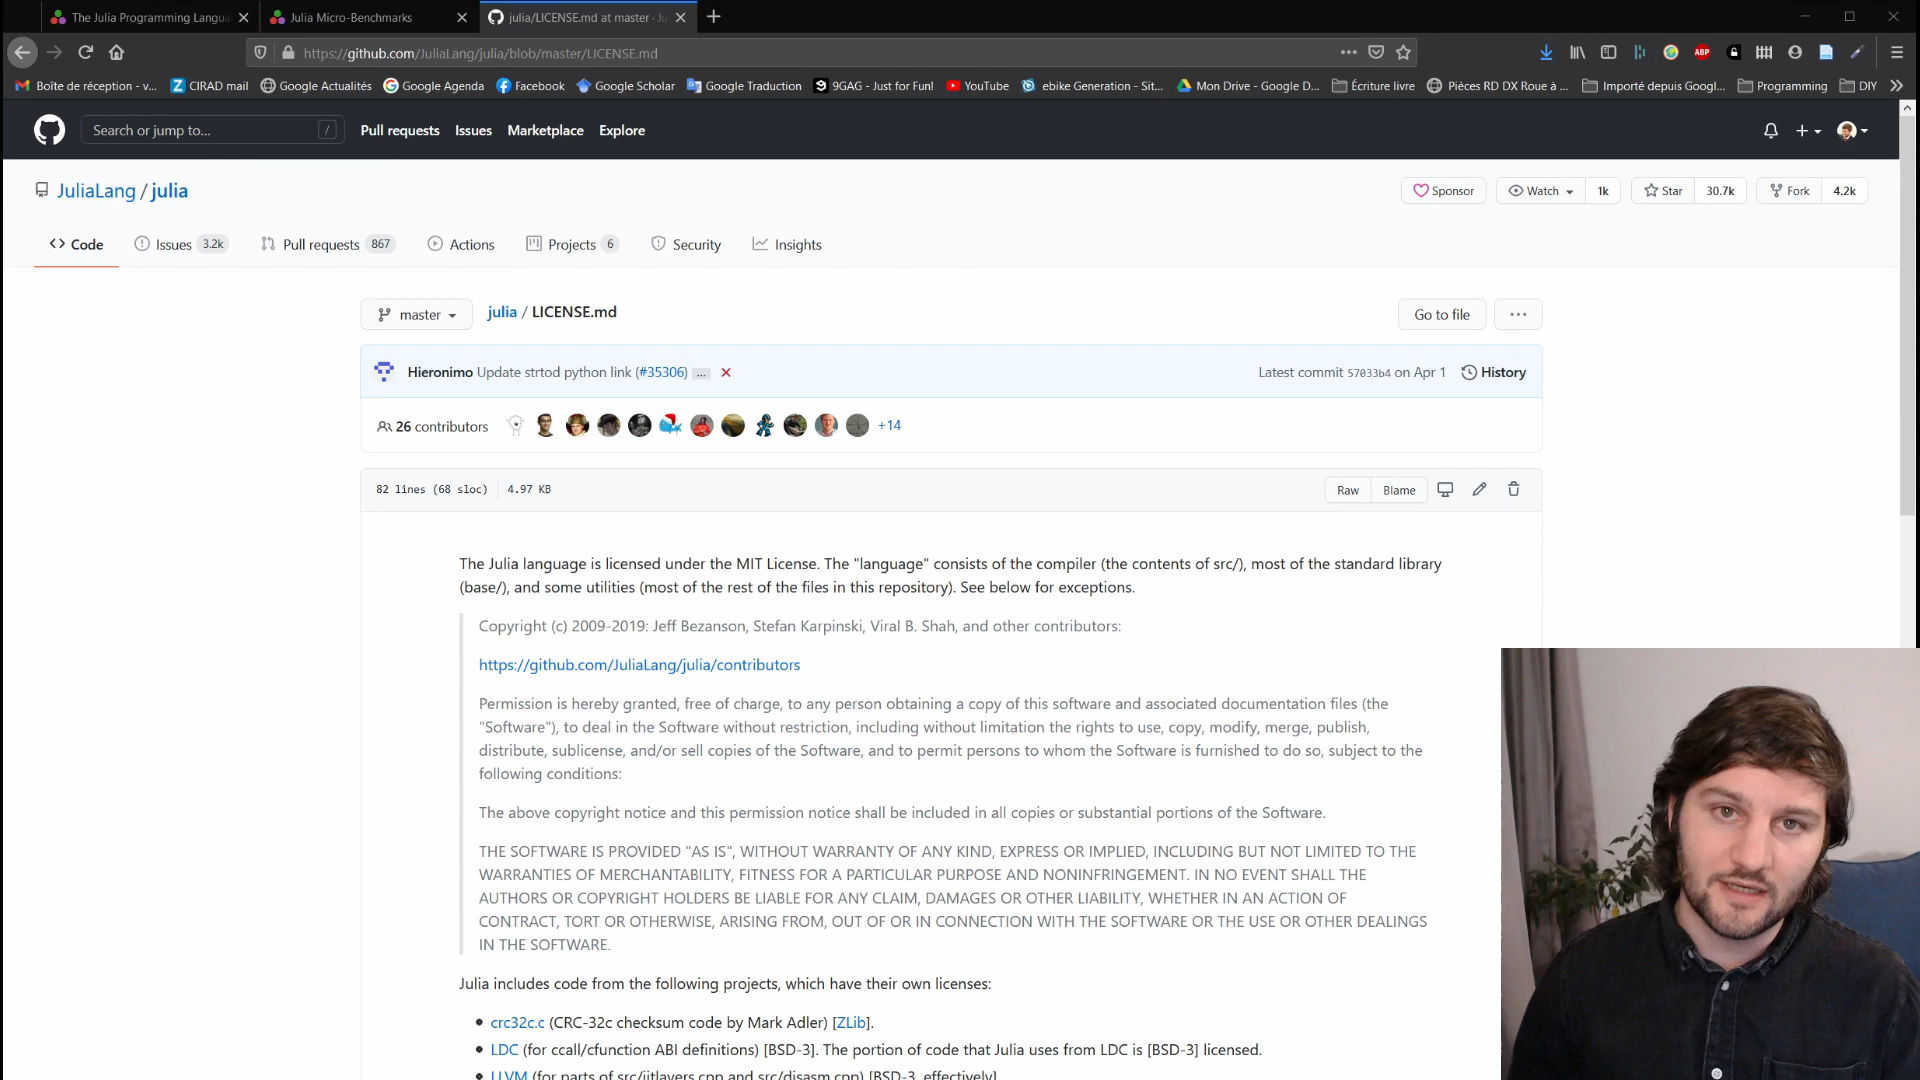 The Julia Programming Langua
Julia Micro-Benchmarks
julia/LICENSE.md at master · Ju
https://github.com/JuliaLang/julia/blob/master/LICENSE.md
ABP
Boîte de réception - v...
CIRAD mail
Google Actualités
Google Agenda
Facebook
Google Scholar
Google Traduction
9GAG - Just for Fun!
YouTube
ebike Generation - Sit...
Mon Drive - Google D...
Écriture livre
Pièces RD DX Roue à ...
Importé depuis Googl...
Programming
DIY
Search or jump to...
/
Pull requests
Issues
Marketplace
Explore
JuliaLang / julia
Sponsor
Watch
1k
Star
30.7k
Fork
4.2k
Code
Issues 3.2k
Pull requests 867
Actions
Projects 6
Security
Insights
master
julia / LICENSE.md
Go to file
...
Hieronimo Update strtod python link (#35306) ...
Latest commit 57033b4 on Apr 1
History
26 contributors
+14
82 lines (68 sloc)
4.97 KB
Raw
Blame
The Julia language is licensed under the MIT License. The "language" consists of the compiler (the contents of src/), most of the standard library
(base/), and some utilities (most of the rest of the files in this repository). See below for exceptions.
Copyright (c) 2009-2019: Jeff Bezanson, Stefan Karpinski, Viral B. Shah, and other contributors:
https://github.com/JuliaLang/julia/contributors
Permission is hereby granted, free of charge, to any person obtaining a copy of this software and associated documentation files (the
"Software"), to deal in the Software without restriction, including without limitation the rights to use, copy, modify, merge, publish,
distribute, sublicense, and/or sell copies of the Software, and to permit persons to whom the Software is furnished to do so, subject to the
following conditions:
The above copyright notice and this permission notice shall be included in all copies or substantial portions of the Software.
THE SOFTWARE IS PROVIDED "AS IS", WITHOUT WARRANTY OF ANY KIND, EXPRESS OR IMPLIED, INCLUDING BUT NOT LIMITED TO THE
WARRANTIES OF MERCHANTABILITY, FITNESS FOR A PARTICULAR PURPOSE AND NONINFRINGEMENT. IN NO EVENT SHALL THE
AUTHORS OR COPYRIGHT HOLDERS BE LIABLE FOR ANY CLAIM, DAMAGES OR OTHER LIABILITY, WHETHER IN AN ACTION OF
CONTRACT, TORT OR OTHERWISE, ARISING FROM, OUT OF OR IN CONNECTION WITH THE SOFTWARE OR THE USE OR OTHER DEALINGS
IN THE SOFTWARE.
Julia includes code from the following projects, which have their own licenses:
crc32c.c (CRC-32c checksum code by Mark Adler) [ZLib].
LDC (for ccall/cfunction ABI definitions) [BSD-3]. The portion of code that Julia uses from LDC is [BSD-3] licensed.
LLVM (for parts of src/jitlayers.cpp and src/disasm.cpp) [BSD-3, effectively]